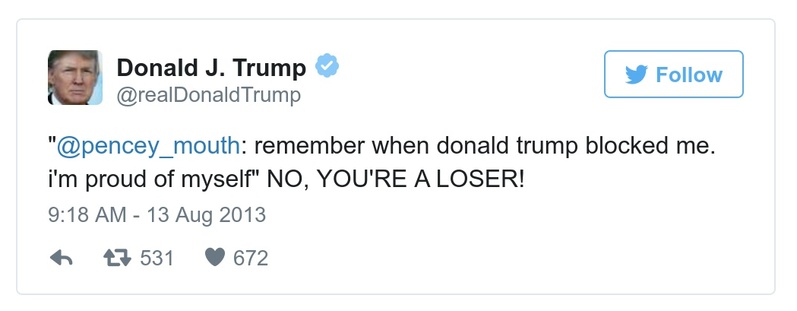 Donald J. Trump
@realDonaldTrump
Follow
"@pencey_mouth: remember when donald trump blocked me.
i'm proud of myself" NO, YOU'RE A LOSER!
9:18 AM - 13 Aug 2013
531 672